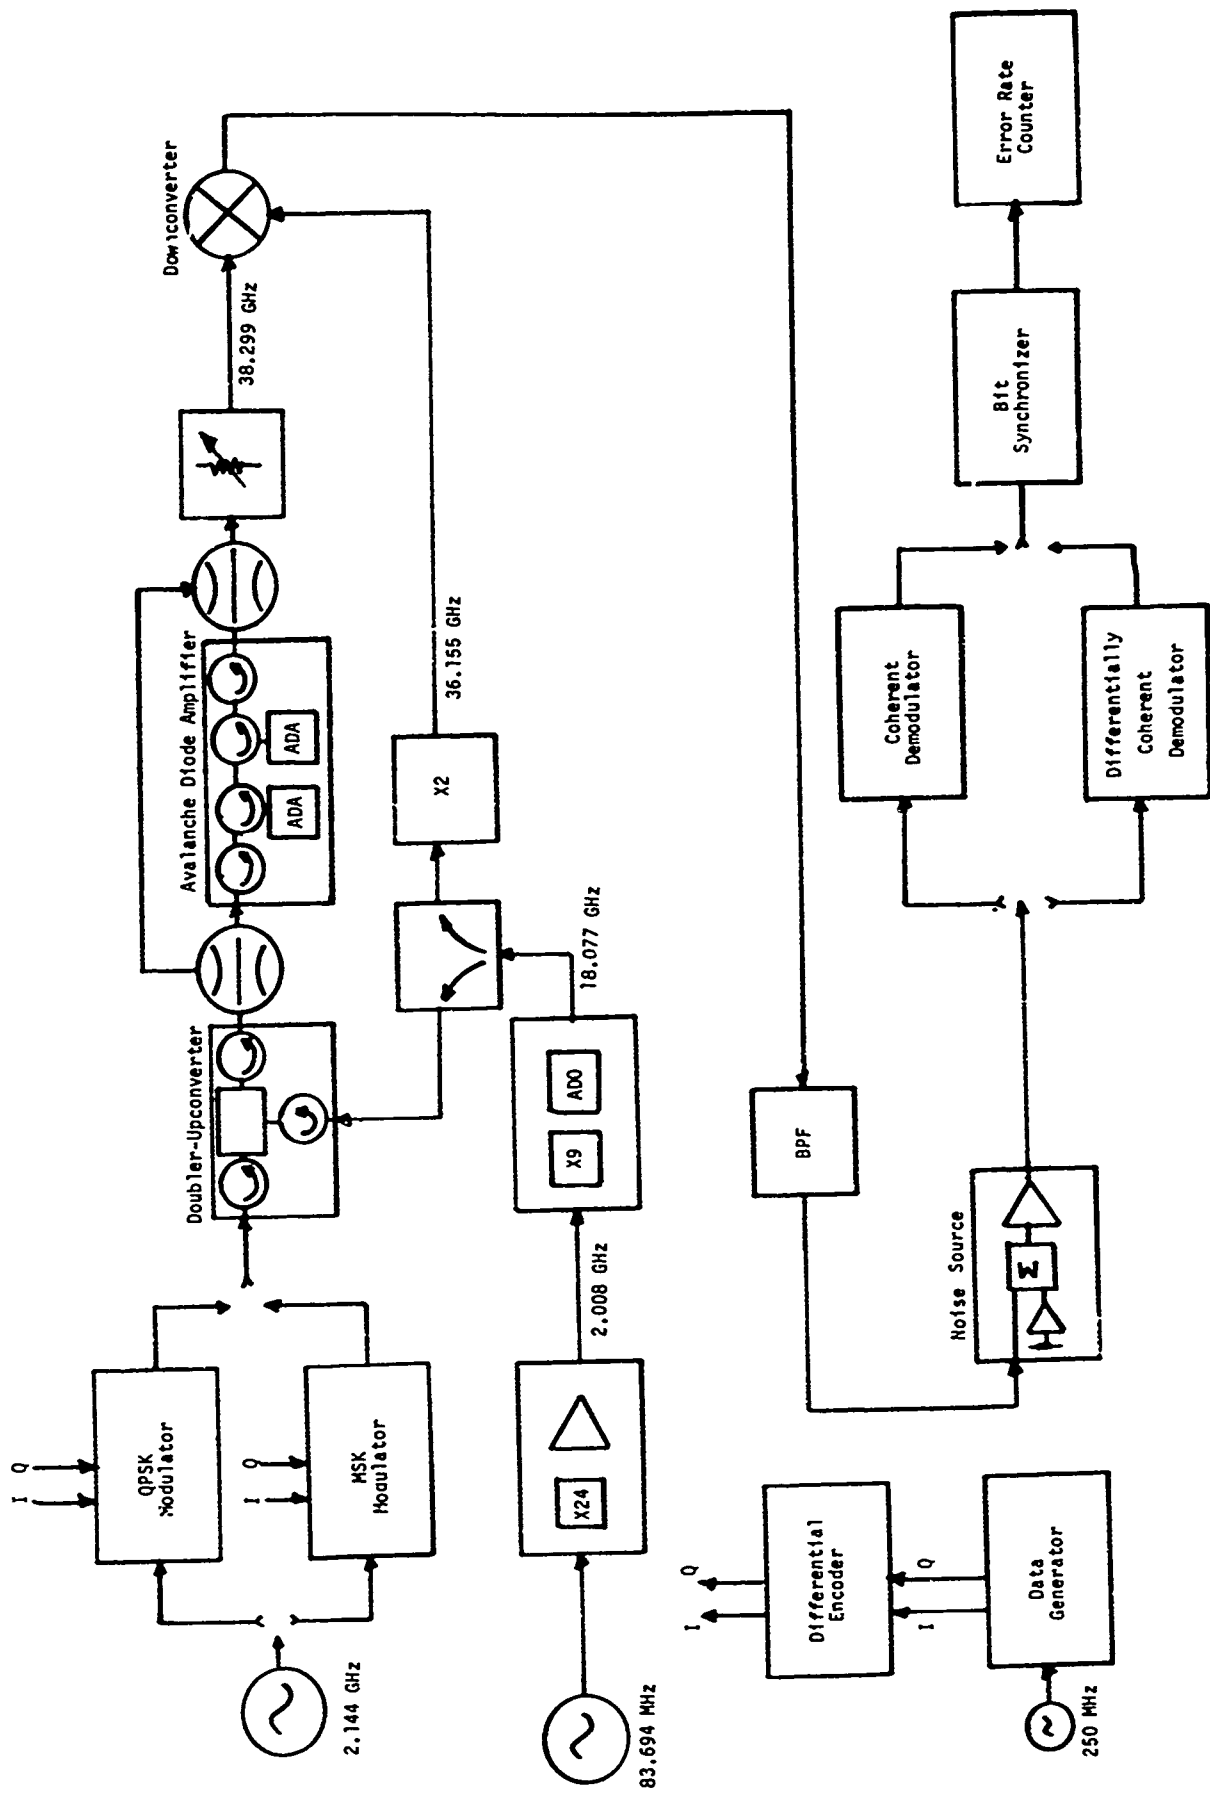 I Q
QPSK
Modulator
I Q
MSK
Modulator
2.144 GHz
Doubler-Upconverter
Avalanche Diode Amplifier
ADA
ADA
38.299 GHz
Downconverter
83.694 MHz
X24
2.008 GHz
X9
ADO
18.077 GHz
X2
36.155 GHz
I Q
Differential
Encoder
I Q
Data
Generator
250 MHz
BPF
Noise Source
Σ
Coherent
Demodulator
Differentially
Coherent
Demodulator
Bit
Synchronizer
Error Rate
Counter